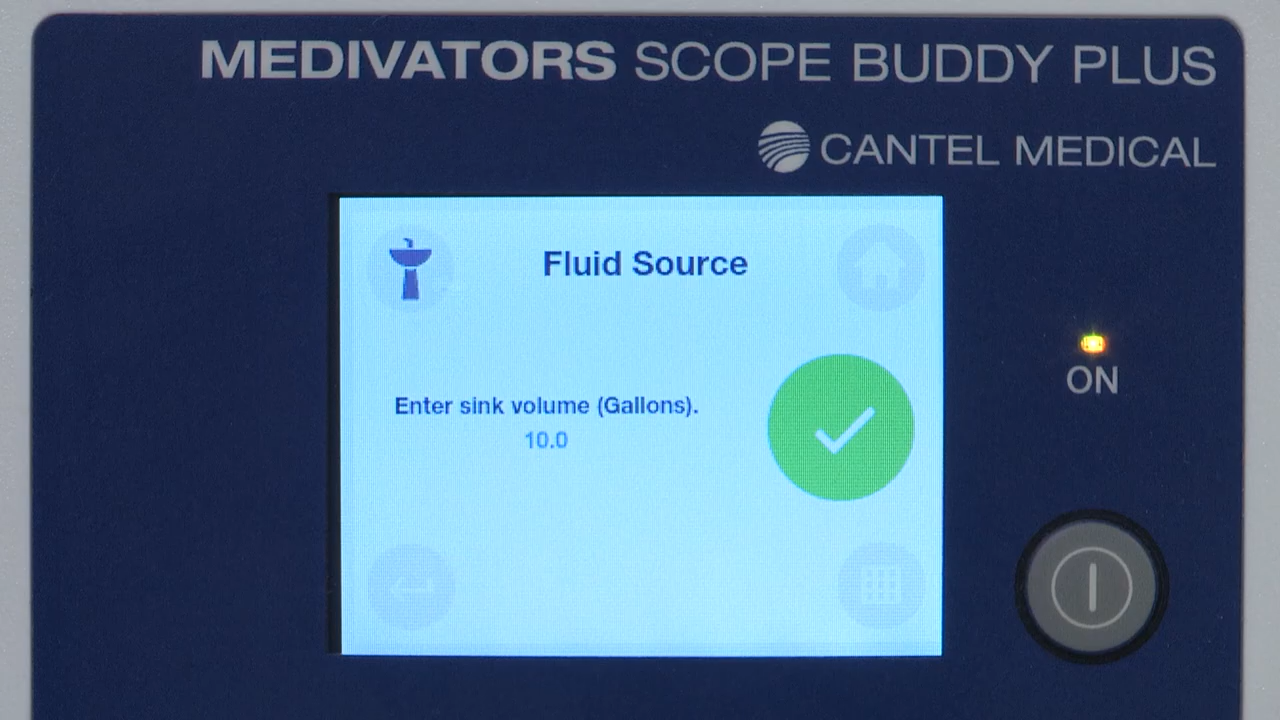 MEDIVATORS SCOPE BUDDY PLUS
CANTEL MEDICAL
Fluid Source
Enter sink volume (Gallons).
10.0
ON